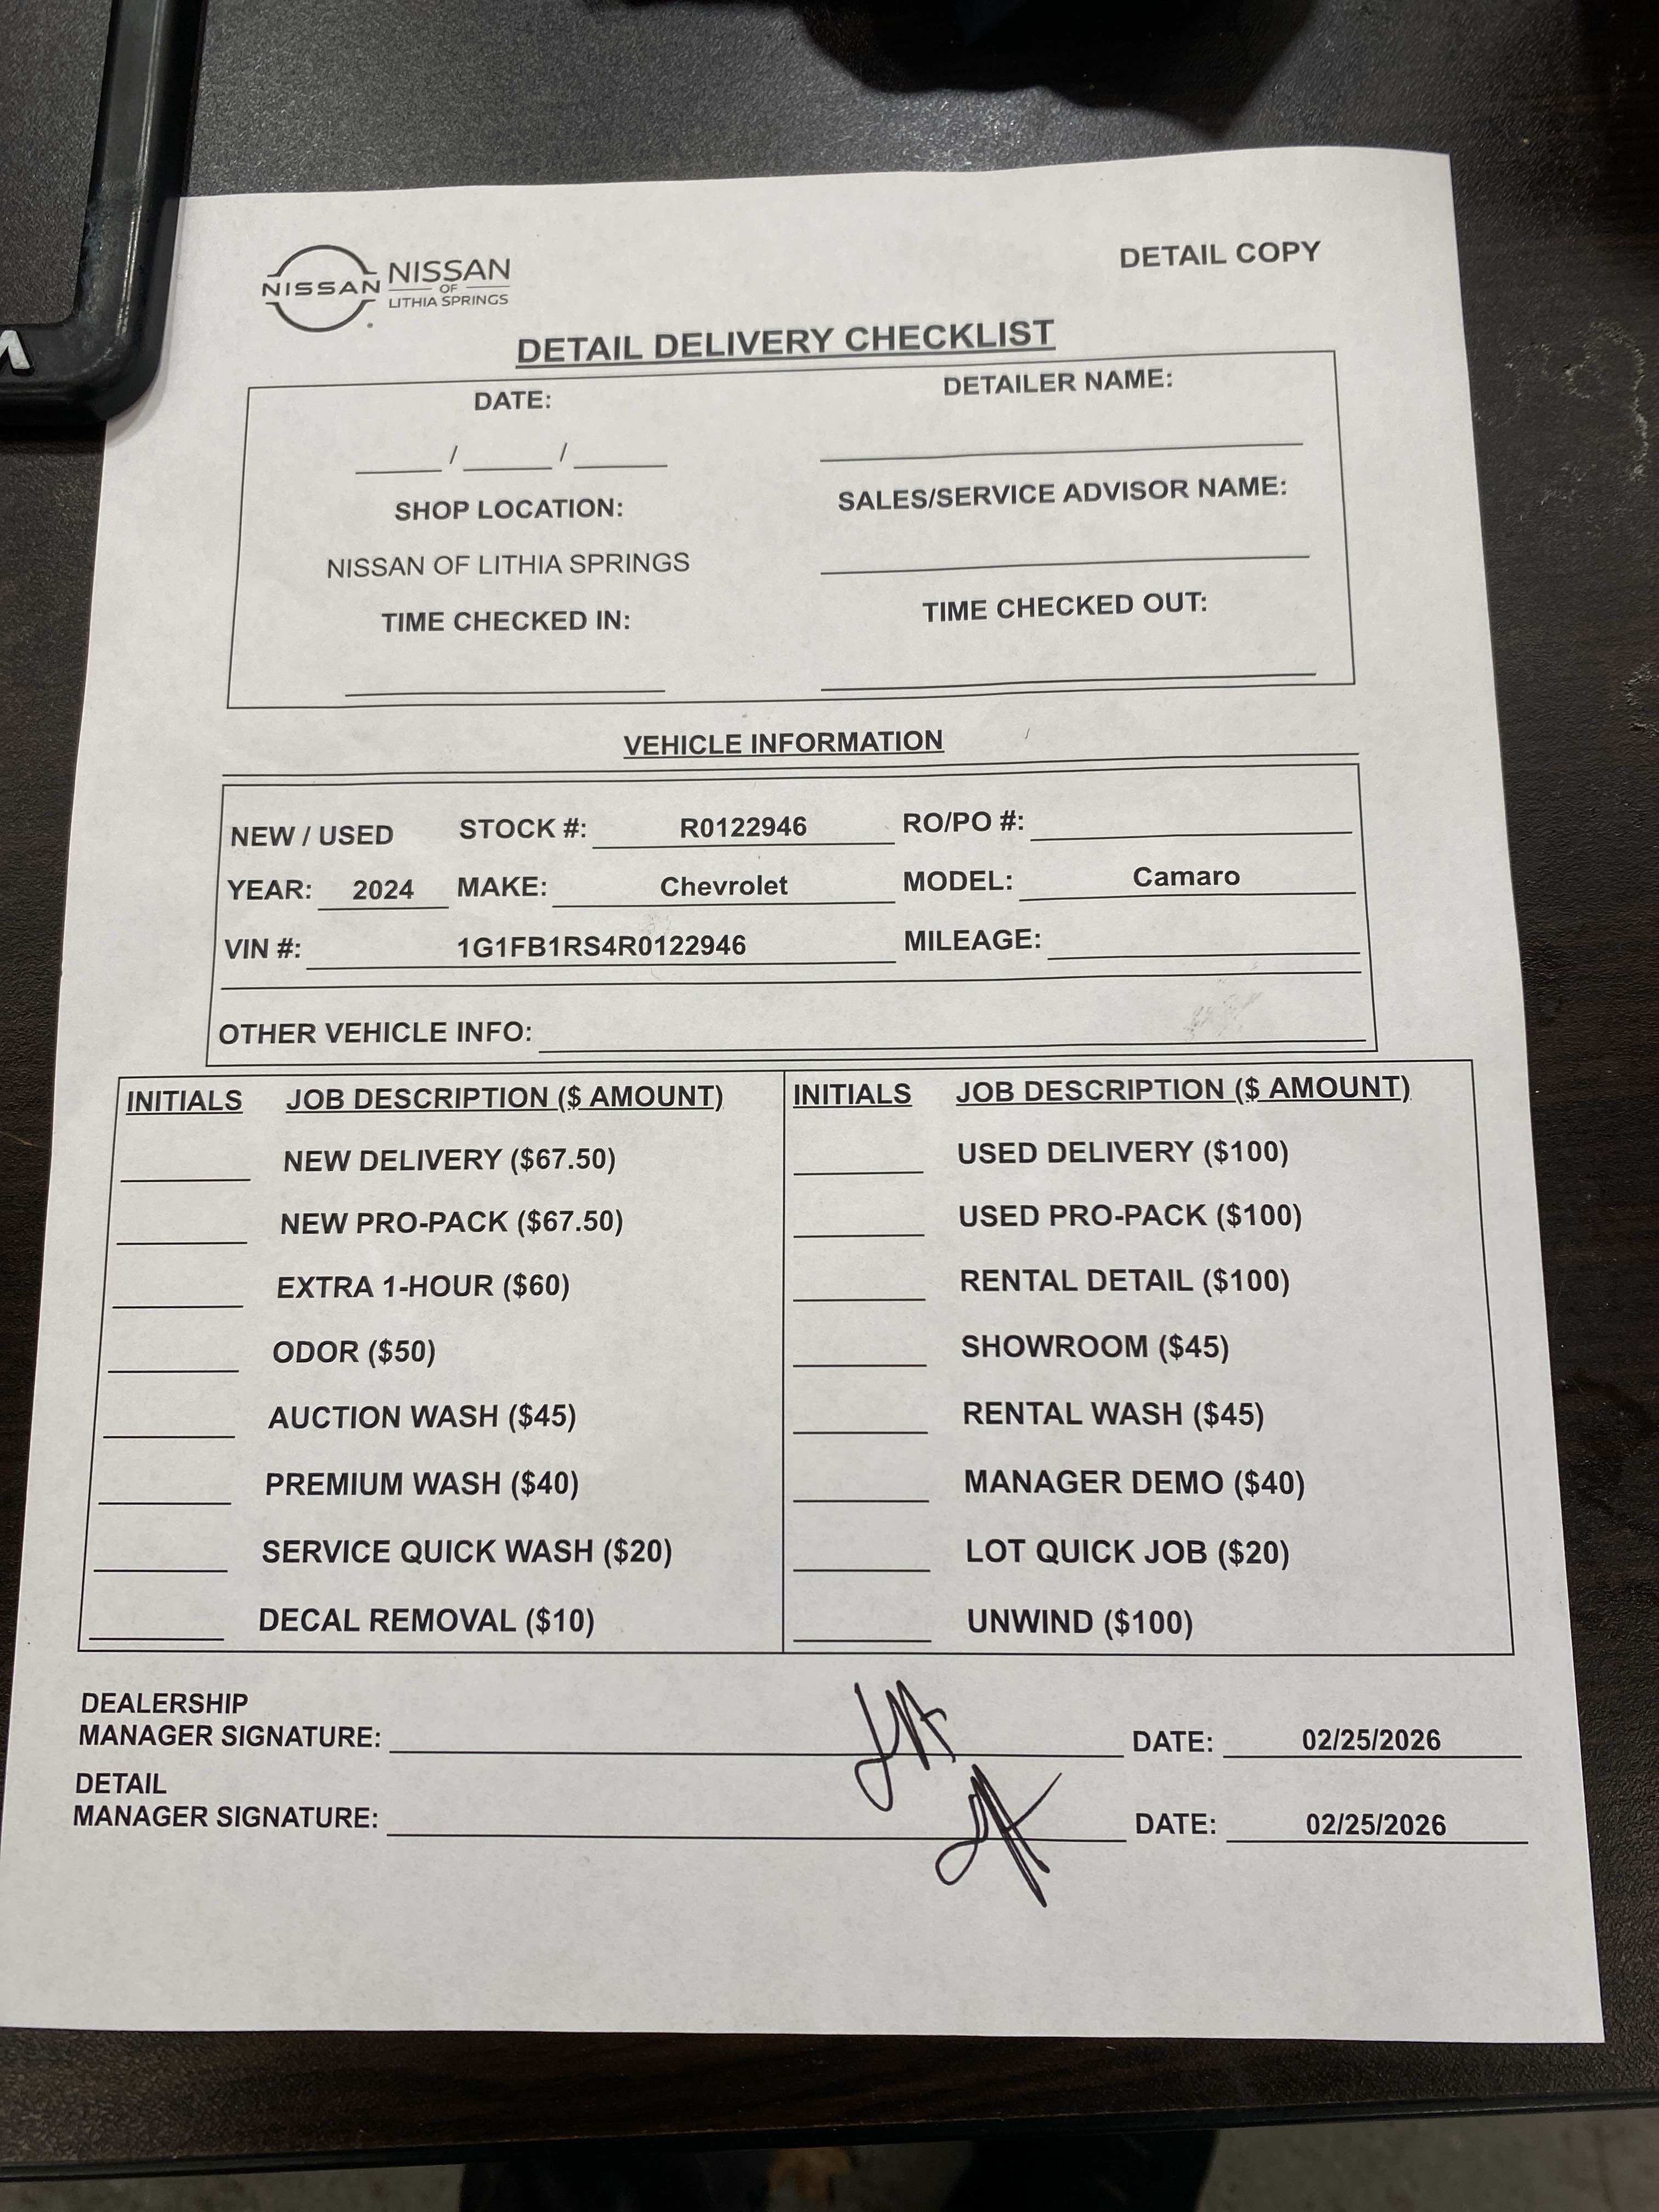 NISSAN
NISSAN
OF
LITHIA SPRINGS
DETAIL COPY
DETAIL DELIVERY CHECKLIST
DATE:
DETAILER NAME:
____ / ____ / ____
SHOP LOCATION:
SALES/SERVICE ADVISOR NAME:
NISSAN OF LITHIA SPRINGS
TIME CHECKED IN:
TIME CHECKED OUT:
VEHICLE INFORMATION
NEW / USED STOCK #: R0122946 RO/PO #:
YEAR: 2024 MAKE: Chevrolet MODEL: Camaro
VIN #: 1G1FB1RS4R0122946 MILEAGE:
OTHER VEHICLE INFO:
INITIALS JOB DESCRIPTION ($ AMOUNT) INITIALS JOB DESCRIPTION ($ AMOUNT)
NEW DELIVERY ($67.50) USED DELIVERY ($100)
NEW PRO-PACK ($67.50) USED PRO-PACK ($100)
EXTRA 1-HOUR ($60) RENTAL DETAIL ($100)
ODOR ($50) SHOWROOM ($45)
AUCTION WASH ($45) RENTAL WASH ($45)
PREMIUM WASH ($40) MANAGER DEMO ($40)
SERVICE QUICK WASH ($20) LOT QUICK JOB ($20)
DECAL REMOVAL ($10) UNWIND ($100)
DEALERSHIP
MANAGER SIGNATURE: DATE: 02/25/2026
DETAIL
MANAGER SIGNATURE: DATE: 02/25/2026